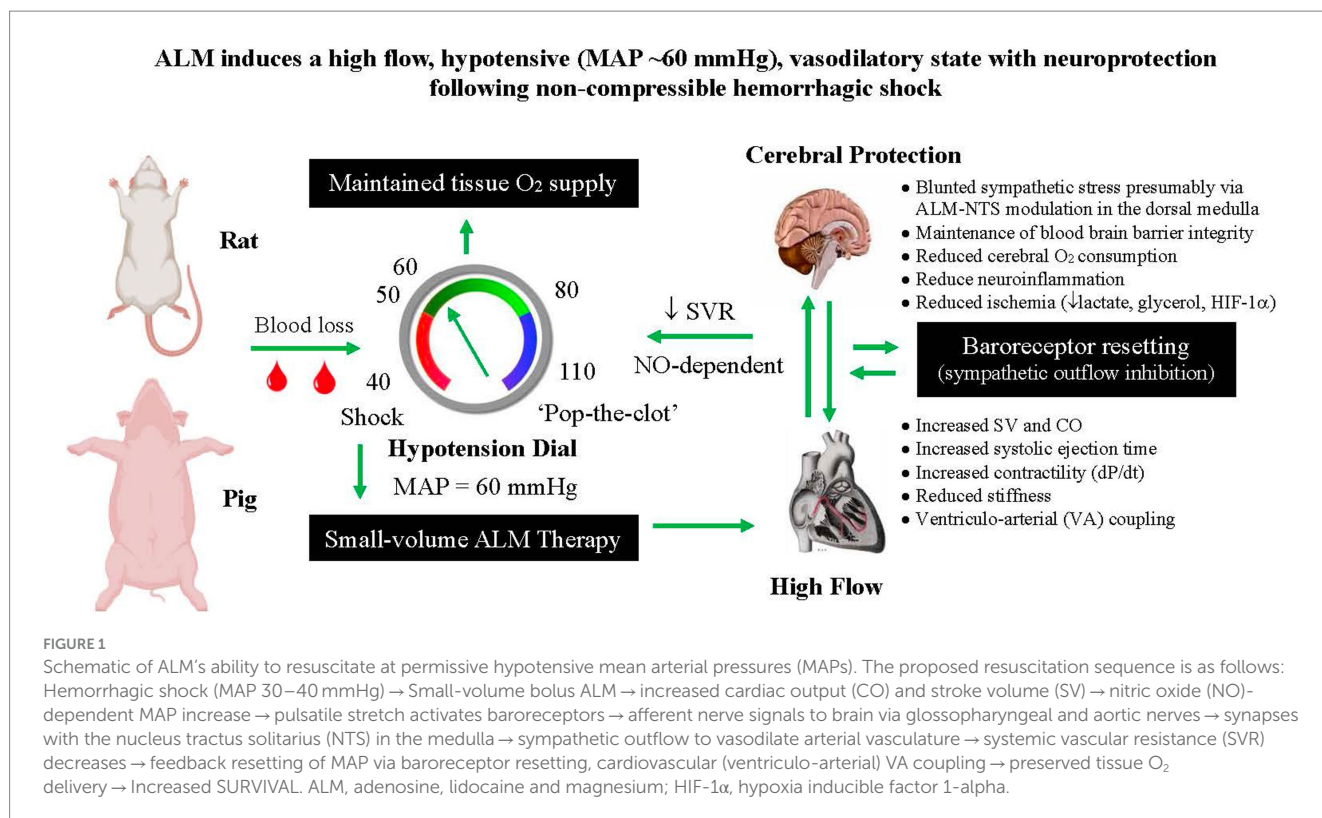 ALM induces a high flow, hypotensive (MAP ~60 mmHg), vasodilatory state with neuroprotection
following non-compressible hemorrhagic shock
Rat
Pig
Blood loss
Maintained tissue O₂ supply
60
50
40
80
110
Shock
'Pop-the-clot'
Hypotension Dial
MAP = 60 mmHg
Small-volume ALM Therapy
↓ SVR
NO-dependent
Cerebral Protection
● Blunted sympathetic stress presumably via
ALM-NTS modulation in the dorsal medulla
● Maintenance of blood brain barrier integrity
● Reduced cerebral O₂ consumption
● Reduce neuroinflammation
● Reduced ischemia (↓lactate, glycerol, HIF-1α)
Baroreceptor resetting
(sympathetic outflow inhibition)
● Increased SV and CO
● Increased systolic ejection time
● Increased contractility (dP/dt)
● Reduced stiffness
● Ventriculo-arterial (VA) coupling
High Flow
FIGURE 1
Schematic of ALM's ability to resuscitate at permissive hypotensive mean arterial pressures (MAPs). The proposed resuscitation sequence is as follows:
Hemorrhagic shock (MAP 30–40 mmHg) → Small-volume bolus ALM → increased cardiac output (CO) and stroke volume (SV) → nitric oxide (NO)-
dependent MAP increase → pulsatile stretch activates baroreceptors → afferent nerve signals to brain via glossopharyngeal and aortic nerves → synapses
with the nucleus tractus solitarius (NTS) in the medulla → sympathetic outflow to vasodilate arterial vasculature → systemic vascular resistance (SVR)
decreases → feedback resetting of MAP via baroreceptor resetting, cardiovascular (ventriculo-arterial) VA coupling → preserved tissue O₂
delivery → Increased SURVIVAL. ALM, adenosine, lidocaine and magnesium; HIF-1α, hypoxia inducible factor 1-alpha.